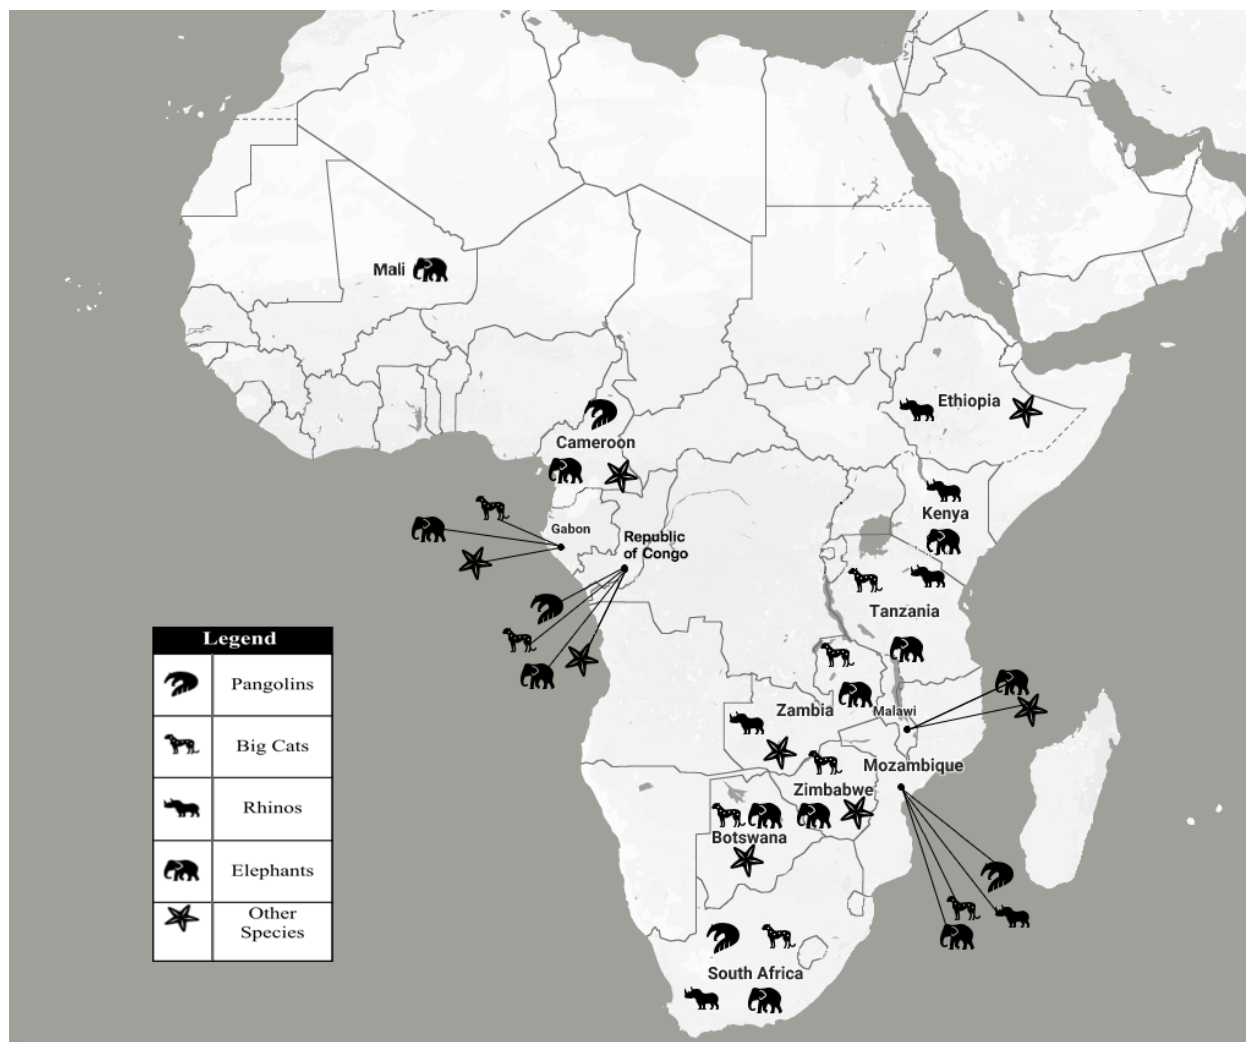 Mali
Ethiopia
Cameroon
Kenya
Gabon
Republic
of Congo
Tanzania
Legend
Pangolins
Big Cats
Rhinos
Elephants
Other
Species
Zambia
Malawi
Mozambique
Zimbabwe
Botswana
South Africa